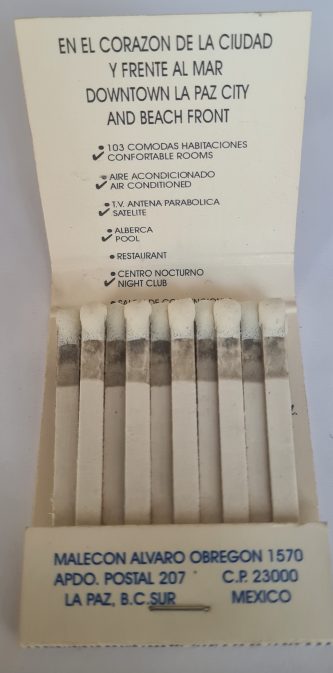 EN EL CORAZON DE LA CIUDAD
Y FRENTE AL MAR
DOWNTOWN LA PAZ CITY
AND BEACH FRONT
• 103 COMODAS HABITACIONES
✓ CONFORTABLE ROOMS
• AIRE ACONDICIONADO
✓ AIR CONDITIONED
• T.V. ANTENA PARABOLICA
✓ SATELITE
• ALBERCA
✓ POOL
• RESTAURANT
• CENTRO NOCTURNO
✓ NIGHT CLUB
MALECON ALVARO OBREGON 1570
APDO. POSTAL 207 C.P. 23000
LA PAZ, B.C.SUR MEXICO